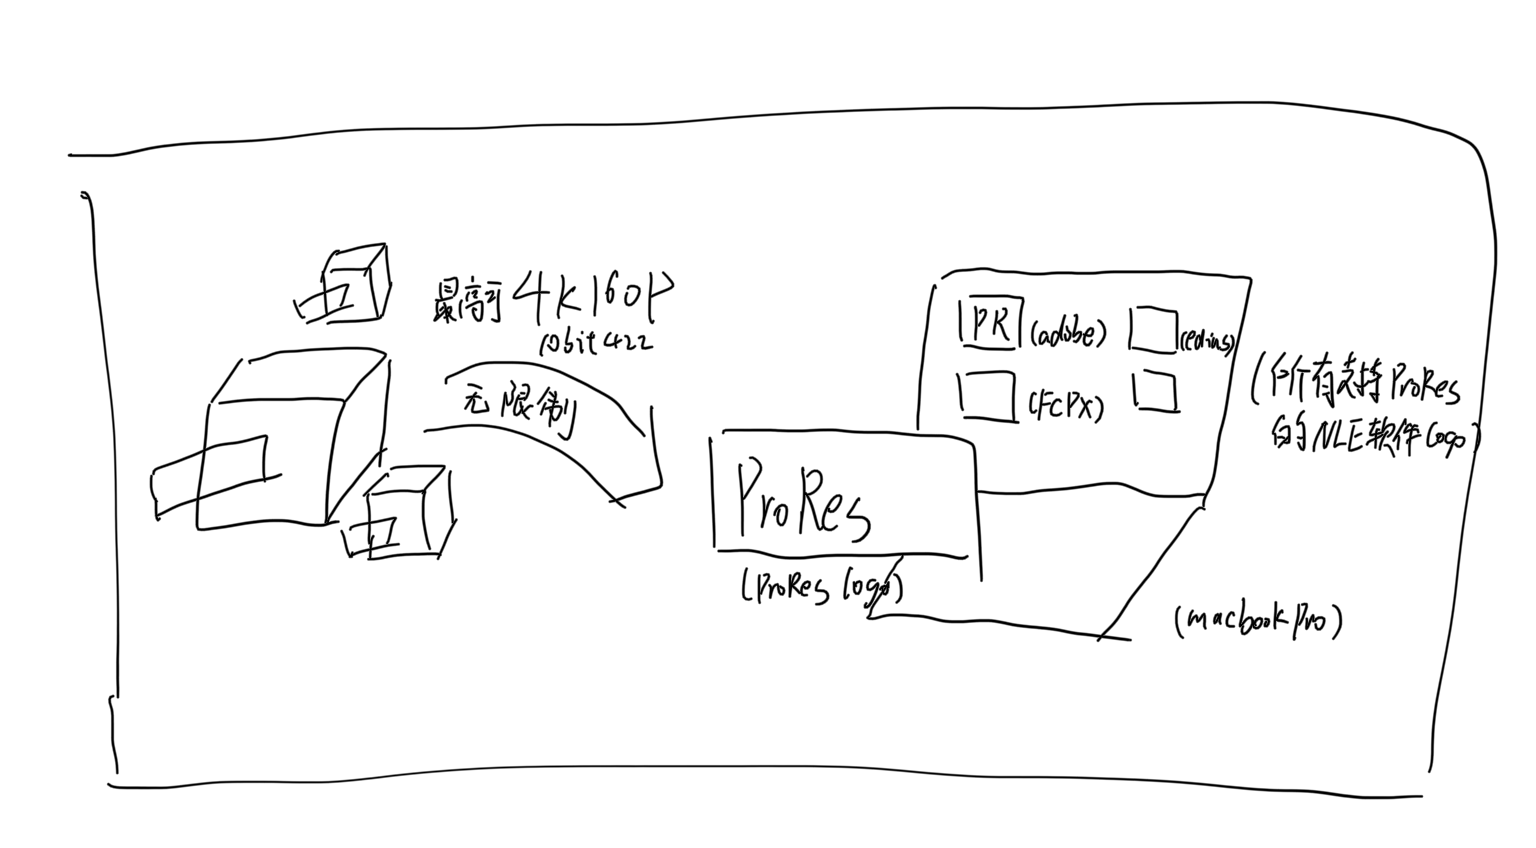 最高可4K160P
10bit422
无限制
PR (adobe)
(edius)
(FCPX)
(所有支持ProRes
的NLE软件logo)
ProRes
(ProRes logo)
(macbook Pro)